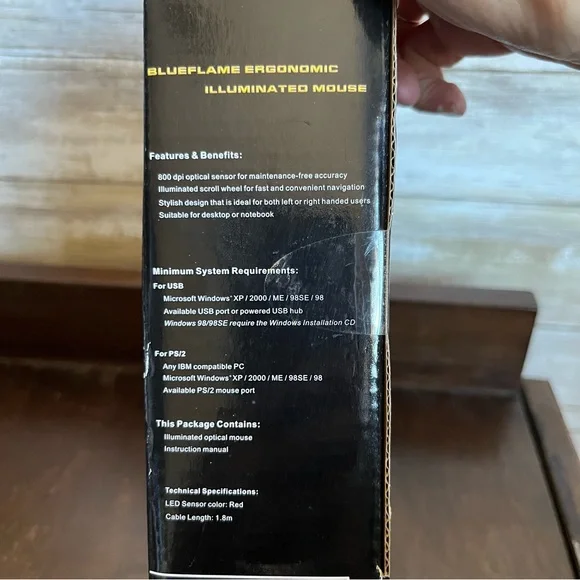 BLUEFLAME ERGONOMIC
ILLUMINATED MOUSE
Features & Benefits:
800 dpi optical sensor for maintenance-free accuracy
Illuminated scroll wheel for fast and convenient navigation
Stylish design that is ideal for both left or right handed users
Suitable for desktop or notebook
Minimum System Requirements:
For USB
Microsoft Windows® XP / 2000 / ME / 98SE / 98
Available USB port or powered USB hub
Windows 98/98SE require the Windows Installation CD
For PS/2
Any IBM compatible PC
Microsoft Windows® XP / 2000 / ME / 98SE / 98
Available PS/2 mouse port
This Package Contains:
Illuminated optical mouse
Instruction manual
Technical Specifications:
LED Sensor color: Red
Cable Length: 1.8m